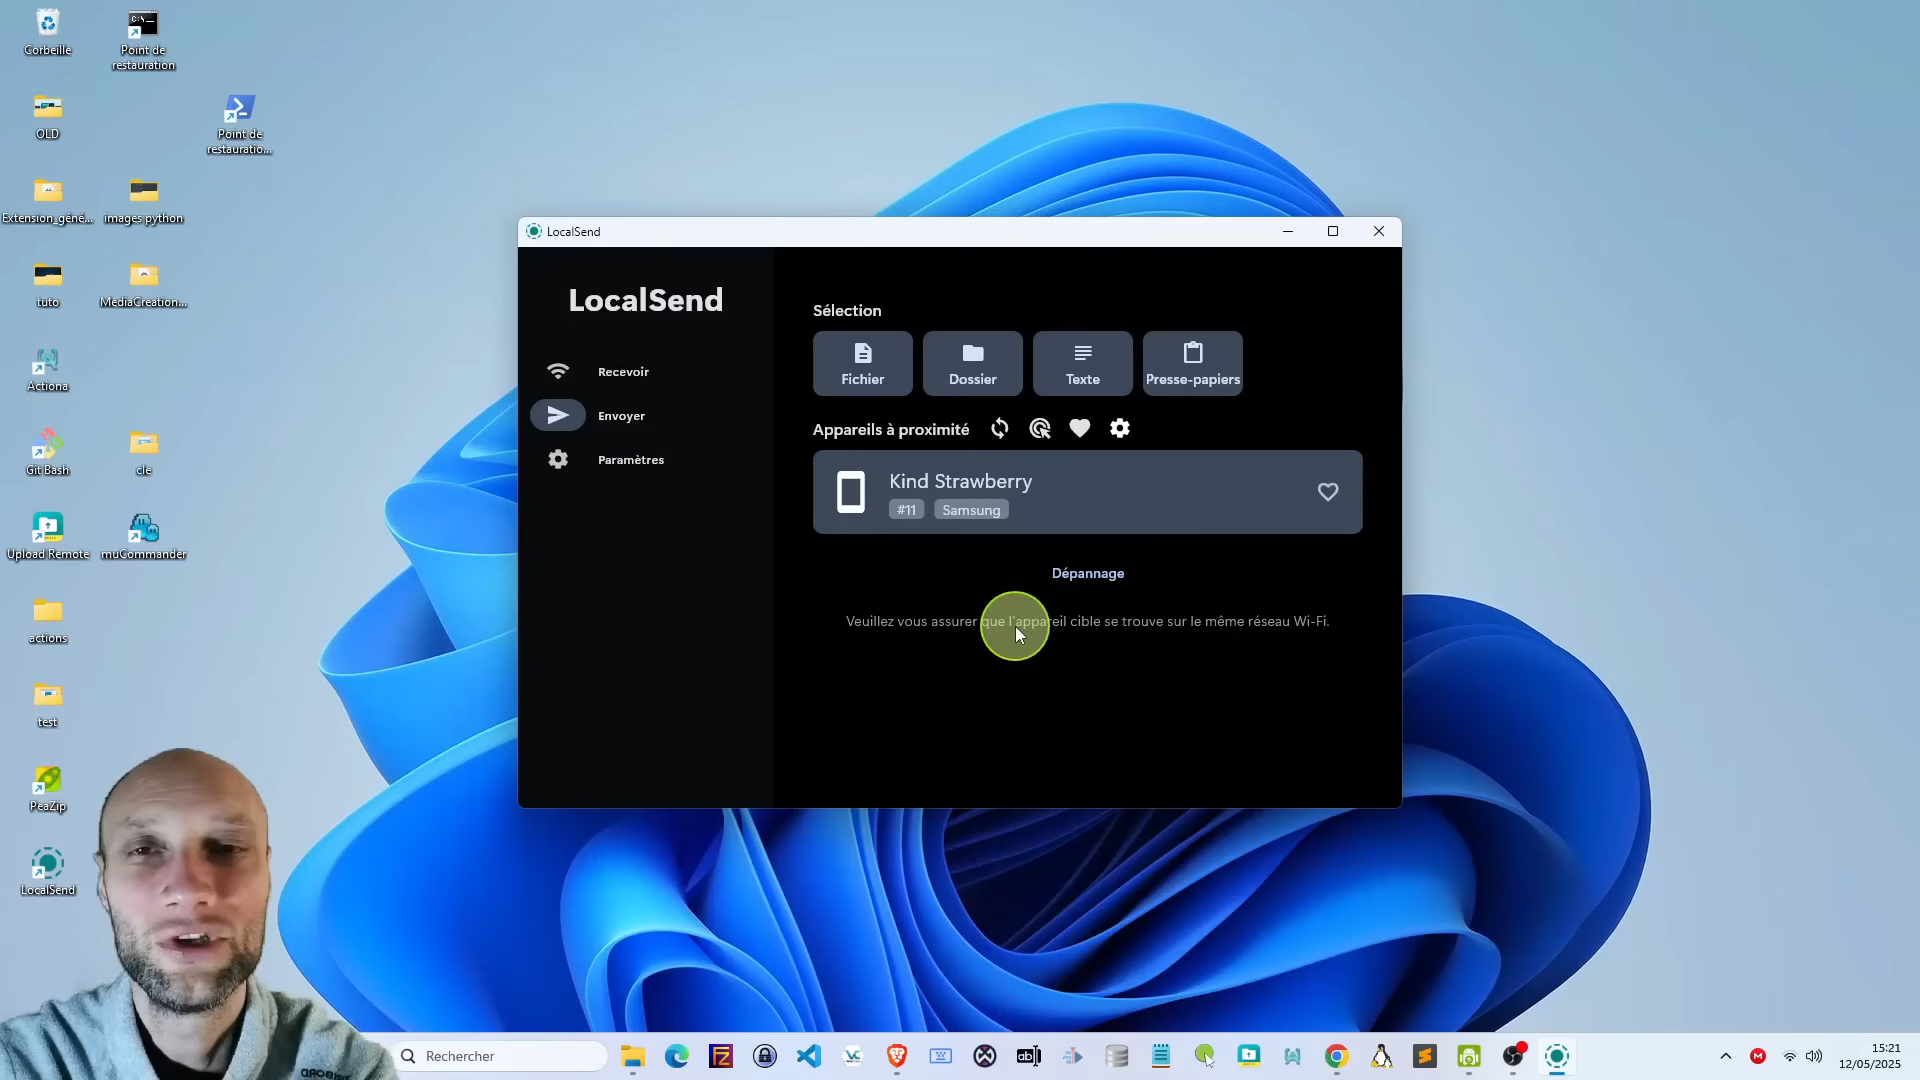 Corbeille
Point de
restauration
OLD
Point de
restauratio...
Extension_géné...
images python
tuto
MediaCreation...
Actiona
Git Bash
cle
Upload Remote
muCommander
actions
test
PeaZip
LocalSend
LocalSend
LocalSend
Recevoir
Envoyer
Paramètres
Sélection
Fichier
Dossier
Texte
Presse-papiers
Appareils à proximité
Kind Strawberry
#11
Samsung
Dépannage
Veuillez vous assurer que l'appareil cible se trouve sur le même réseau Wi-Fi.
Rechercher
FZ
ab
M
15:21
12/05/2025